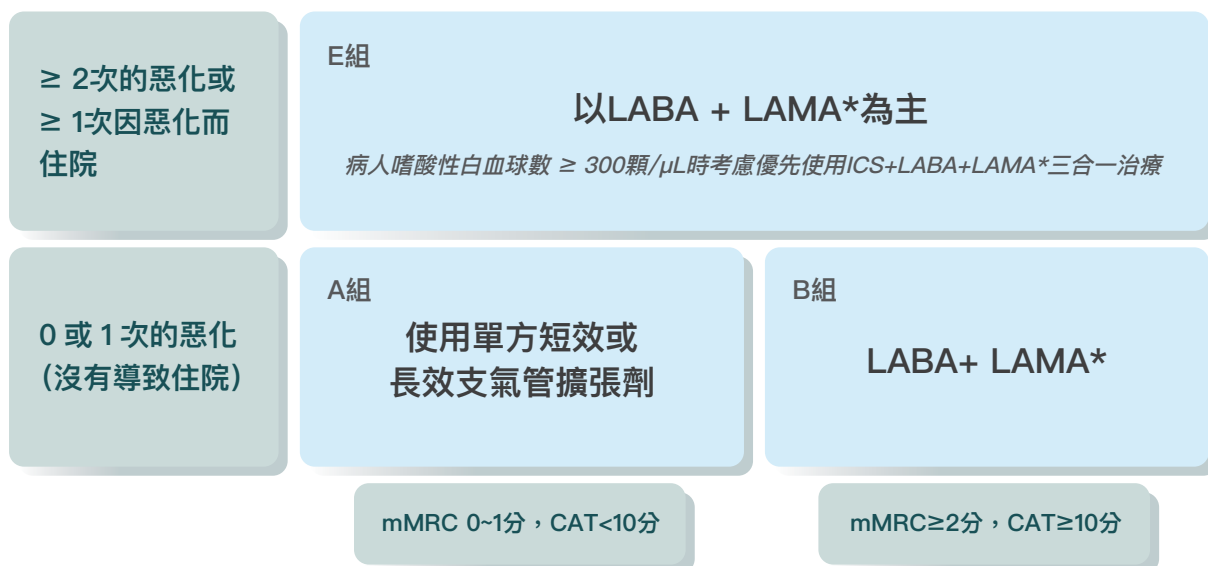 ≥ 2次的惡化或
≥ 1次因惡化而
住院
E組
以LABA + LAMA*為主
病人嗜酸性白血球數 ≥ 300顆/μL時考慮優先使用ICS+LABA+LAMA*三合一治療
0 或 1 次的惡化
（沒有導致住院）
A組
使用單方短效或
長效支氣管擴張劑
B組
LABA+ LAMA*
mMRC 0~1分，CAT<10分
mMRC≥2分，CAT≥10分